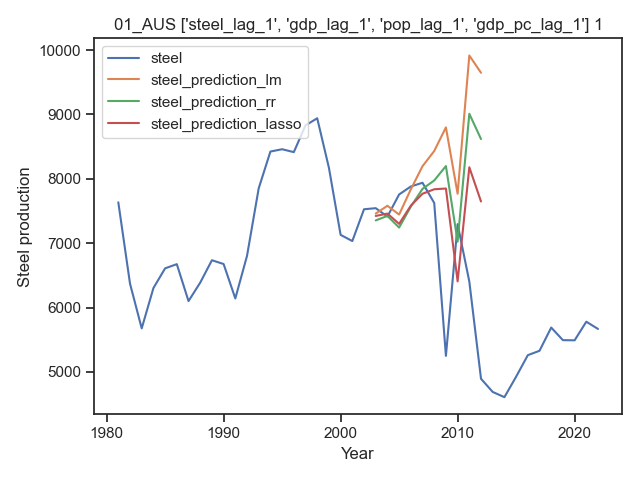 01_AUS ['steel_lag_1', 'gdp_lag_1', 'pop_lag_1', 'gdp_pc_lag_1'] 1
steel
steel_prediction_lm
steel_prediction_rr
steel_prediction_lasso
10000
9000
8000
7000
6000
5000
Steel production
1980
1990
2000
2010
2020
Year